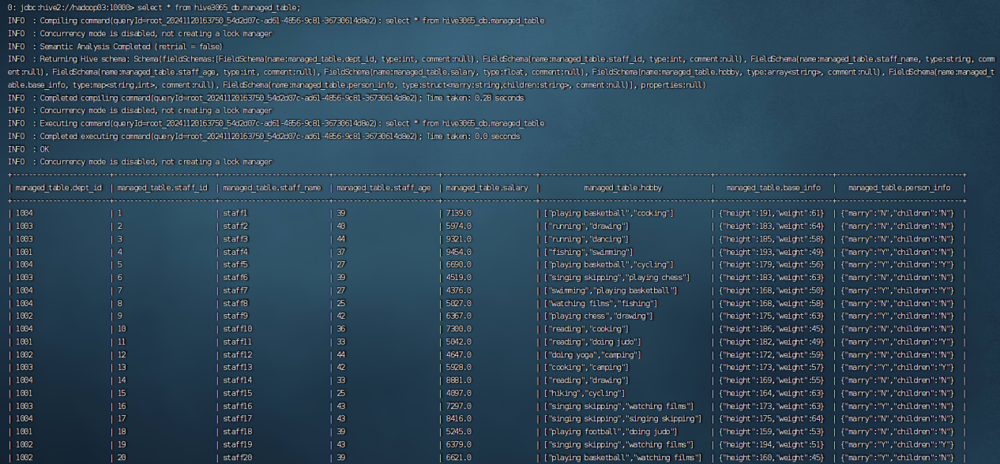 0: jdbc:hive2://hadoop03:10000> select * from hive3065_db.managed_table;
INFO  : Compiling command(queryId=root_20241120163750_54d2d07c-ad61-4856-9c81-36730614d8e2): select * from hive3065_db.managed_table
INFO  : Concurrency mode is disabled, not creating a lock manager
INFO  : Semantic Analysis Completed (retrial = false)
INFO  : Returning Hive schema: Schema(fieldSchemas:[FieldSchema(name:managed_table.dept_id, type:int, comment:null), FieldSchema(name:managed_table.staff_id, type:int, comment:null), FieldSchema(name:managed_table.staff_name, type:string, comm
ent:null), FieldSchema(name:managed_table.staff_age, type:int, comment:null), FieldSchema(name:managed_table.salary, type:float, comment:null), FieldSchema(name:managed_table.hobby, type:array<string>, comment:null), FieldSchema(name:managed_t
able.base_info, type:map<string,int>, comment:null), FieldSchema(name:managed_table.person_info, type:struct<marry:string,children:string>, comment:null)], properties:null)
INFO  : Completed compiling command(queryId=root_20241120163750_54d2d07c-ad61-4856-9c81-36730614d8e2); Time taken: 0.28 seconds
INFO  : Concurrency mode is disabled, not creating a lock manager
INFO  : Executing command(queryId=root_20241120163750_54d2d07c-ad61-4856-9c81-36730614d8e2): select * from hive3065_db.managed_table
INFO  : Completed executing command(queryId=root_20241120163750_54d2d07c-ad61-4856-9c81-36730614d8e2); Time taken: 0.0 seconds
INFO  : OK
INFO  : Concurrency mode is disabled, not creating a lock manager
| managed_table.dept_id | managed_table.staff_id | managed_table.staff_name | managed_table.staff_age | managed_table.salary | managed_table.hobby | managed_table.base_info | managed_table.person_info |
| 1004 | 1 | staff1 | 39 | 7139.0 | ["playing basketball","cooking"] | {"height":191,"weight":61} | {"marry":"N","children":"N"} |
| 1003 | 2 | staff2 | 40 | 5974.0 | ["running","drawing"] | {"height":183,"weight":64} | {"marry":"N","children":"N"} |
| 1003 | 3 | staff3 | 44 | 9321.0 | ["running","dancing"] | {"height":185,"weight":58} | {"marry":"N","children":"N"} |
| 1001 | 4 | staff4 | 37 | 9454.0 | ["fishing","swimming"] | {"height":193,"weight":49} | {"marry":"Y","children":"N"} |
| 1004 | 5 | staff5 | 27 | 6690.0 | ["playing basketball","cycling"] | {"height":179,"weight":56} | {"marry":"Y","children":"Y"} |
| 1003 | 6 | staff6 | 39 | 4519.0 | ["singing skipping","playing chess"] | {"height":183,"weight":63} | {"marry":"N","children":"N"} |
| 1004 | 7 | staff7 | 27 | 4376.0 | ["swimming","playing basketball"] | {"height":168,"weight":50} | {"marry":"Y","children":"Y"} |
| 1004 | 8 | staff8 | 25 | 5027.0 | ["watching films","fishing"] | {"height":168,"weight":58} | {"marry":"N","children":"N"} |
| 1002 | 9 | staff9 | 42 | 6367.0 | ["playing chess","drawing"] | {"height":175,"weight":63} | {"marry":"Y","children":"N"} |
| 1004 | 10 | staff10 | 36 | 7300.0 | ["reading","cooking"] | {"height":186,"weight":45} | {"marry":"N","children":"N"} |
| 1001 | 11 | staff11 | 33 | 5042.0 | ["reading","doing judo"] | {"height":182,"weight":49} | {"marry":"Y","children":"Y"} |
| 1002 | 12 | staff12 | 44 | 4647.0 | ["doing yoga","camping"] | {"height":172,"weight":59} | {"marry":"N","children":"N"} |
| 1003 | 13 | staff13 | 42 | 5928.0 | ["cooking","camping"] | {"height":173,"weight":57} | {"marry":"Y","children":"Y"} |
| 1004 | 14 | staff14 | 33 | 8881.0 | ["reading","drawing"] | {"height":169,"weight":55} | {"marry":"N","children":"N"} |
| 1001 | 15 | staff15 | 25 | 4097.0 | ["hiking","cycling"] | {"height":164,"weight":63} | {"marry":"N","children":"N"} |
| 1003 | 16 | staff16 | 43 | 7297.0 | ["singing skipping","watching films"] | {"height":173,"weight":63} | {"marry":"Y","children":"N"} |
| 1004 | 17 | staff17 | 43 | 8416.0 | ["singing skipping","singing skipping"] | {"height":175,"weight":64} | {"marry":"N","children":"N"} |
| 1001 | 18 | staff18 | 39 | 5245.0 | ["playing football","doing judo"] | {"height":159,"weight":53} | {"marry":"N","children":"N"} |
| 1002 | 19 | staff19 | 43 | 6379.0 | ["singing skipping","watching films"] | {"height":194,"weight":51} | {"marry":"Y","children":"N"} |
| 1002 | 20 | staff20 | 39 | 6621.0 | ["playing basketball","watching films"] | {"height":160,"weight":45} | {"marry":"Y","children":"N"} |